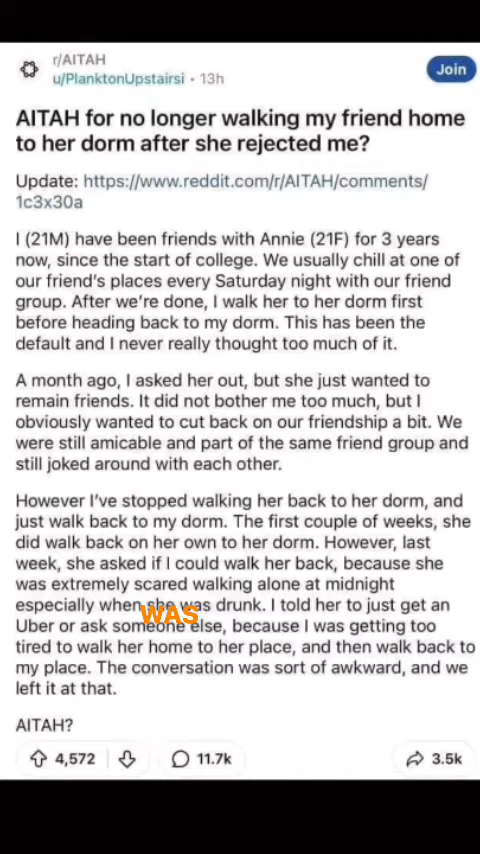 r/AITAH
u/PlanktonUpstairsi • 13h
Join
AITAH for no longer walking my friend home
to her dorm after she rejected me?
Update: https://www.reddit.com/r/AITAH/comments/
1c3x30a
I (21M) have been friends with Annie (21F) for 3 years
now, since the start of college. We usually chill at one of
our friend's places every Saturday night with our friend
group. After we're done, I walk her to her dorm first
before heading back to my dorm. This has been the
default and I never really thought too much of it.
A month ago, I asked her out, but she just wanted to
remain friends. It did not bother me too much, but I
obviously wanted to cut back on our friendship a bit. We
were still amicable and part of the same friend group and
still joked around with each other.
However I've stopped walking her back to her dorm, and
just walk back to my dorm. The first couple of weeks, she
did walk back on her own to her dorm. However, last
week, she asked if I could walk her back, because she
was extremely scared walking alone at midnight
especially when she was drunk. I told her to just get an
WAS
Uber or ask someone else, because I was getting too
tired to walk her home to her place, and then walk back to
my place. The conversation was sort of awkward, and we
left it at that.
AITAH?
4,572
11.7k
3.5k